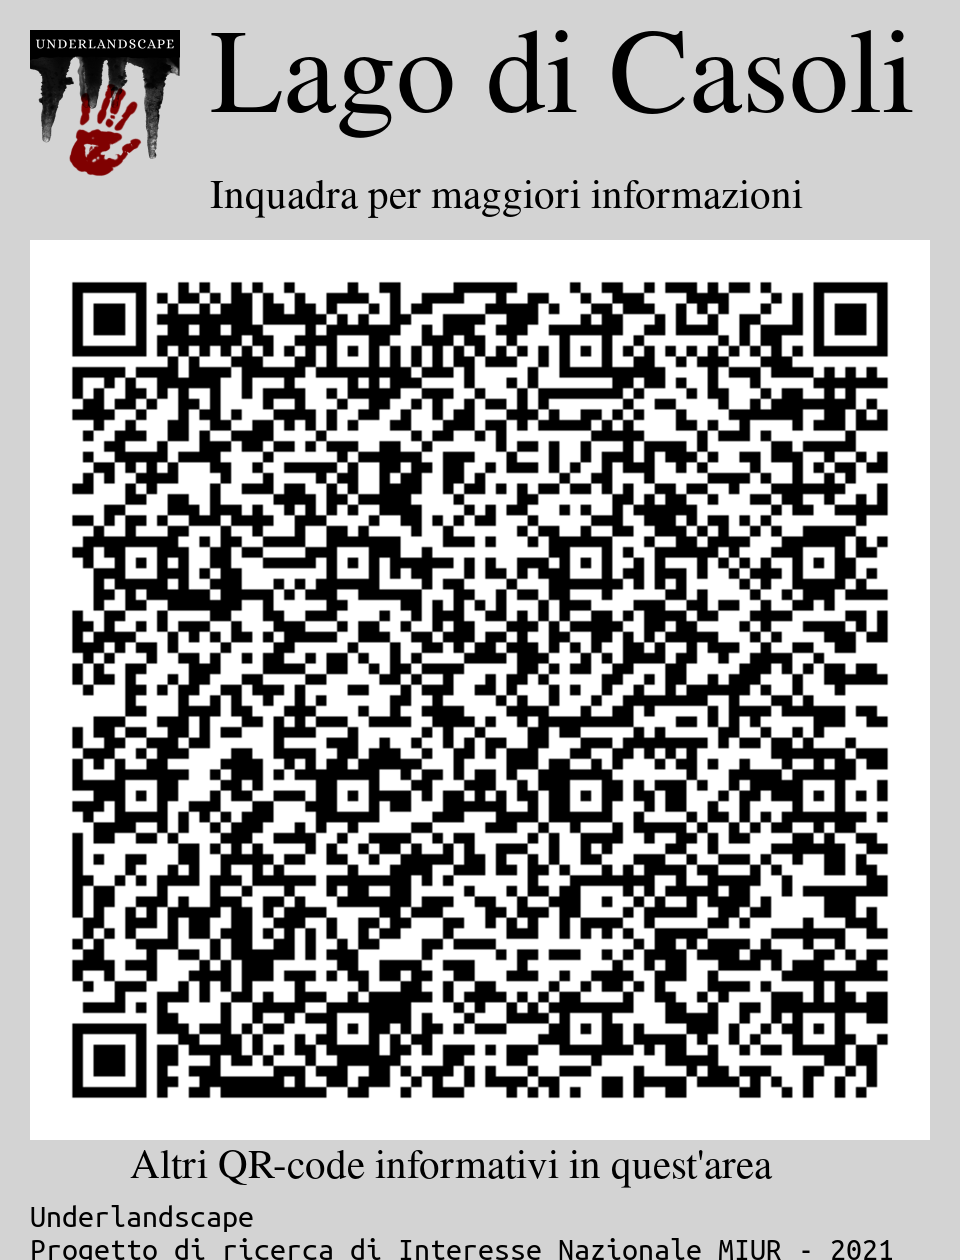 UNDERLANDSCAPE
Lago di Casoli
Inquadra per maggiori informazioni
Altri QR-code informativi in quest'area
Underlandscape
Progetto di ricerca di Interesse Nazionale MIUR - 2021